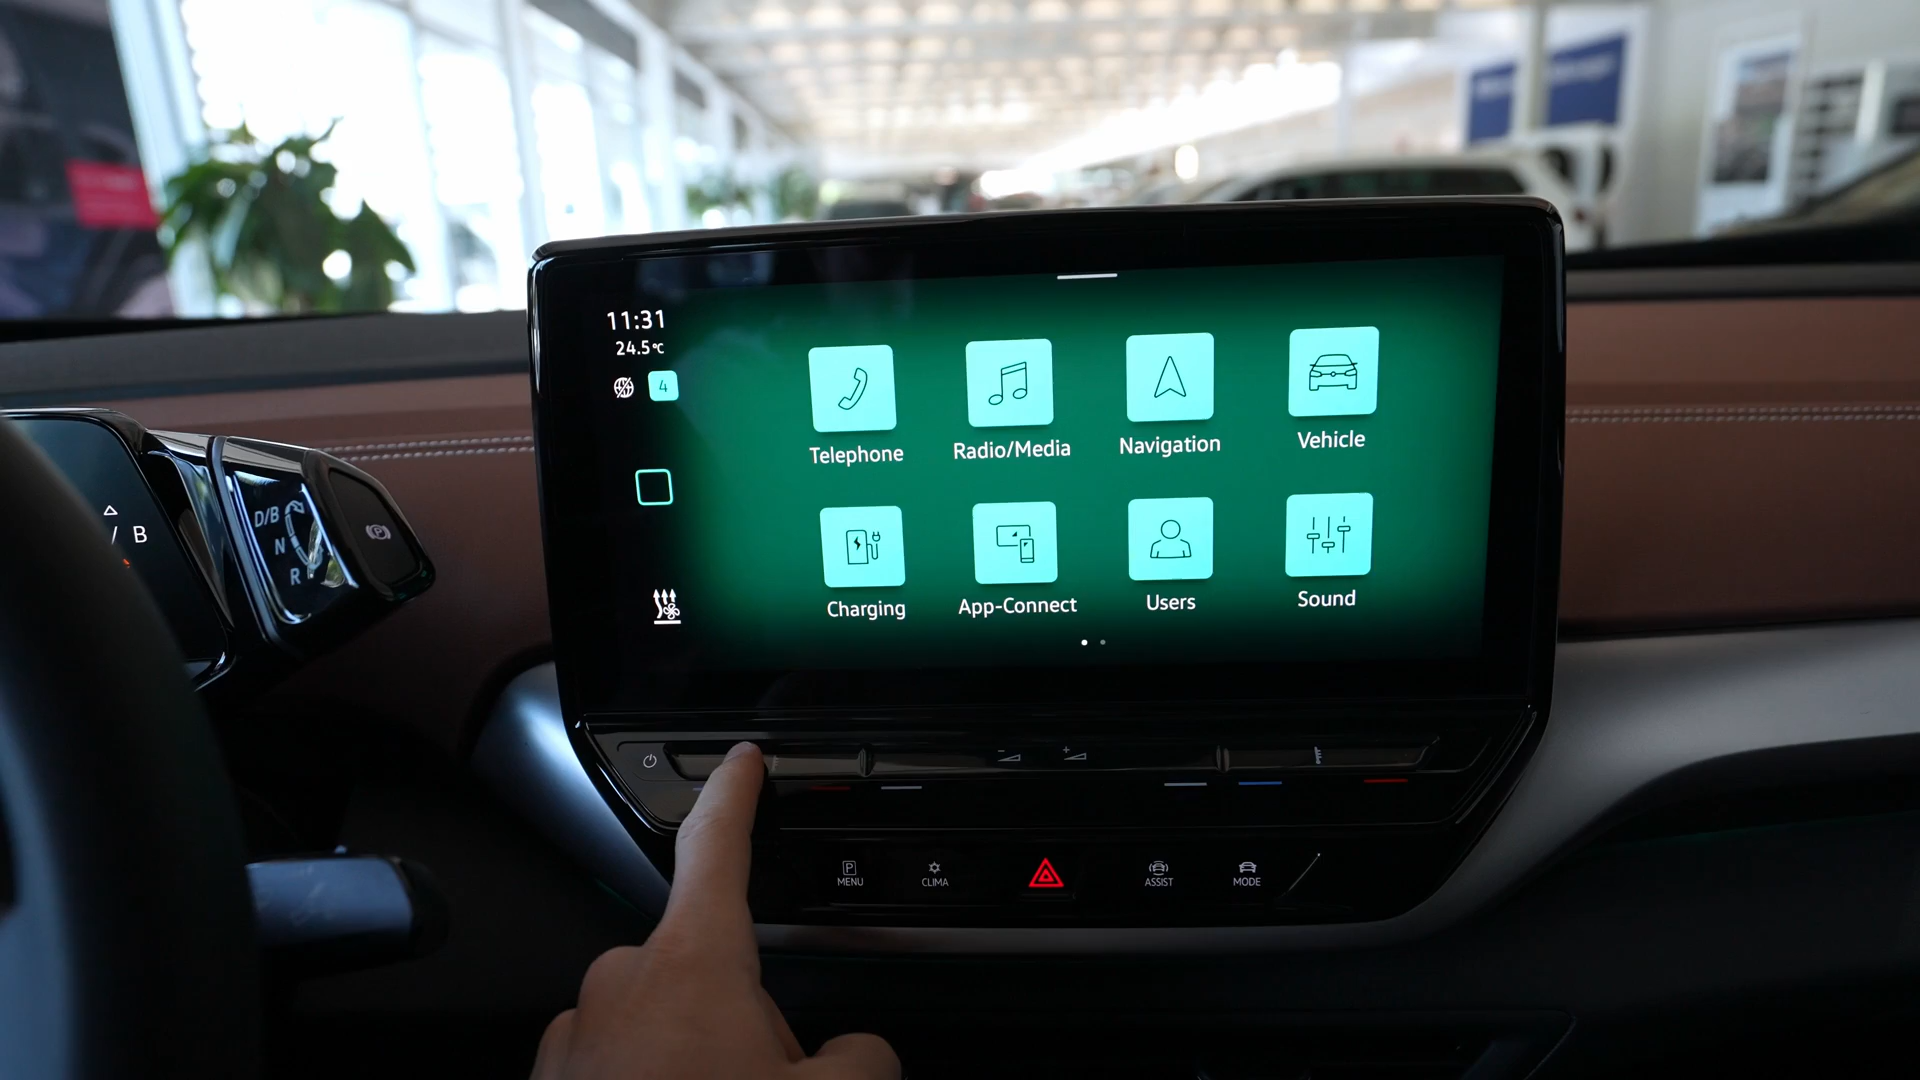 11:31
24.5°C
4
Telephone
Radio/Media
Navigation
Vehicle
Charging
App-Connect
Users
Sound
B
D/B
N
R
P
P
MENU
CLIMA
ASSIST
MODE